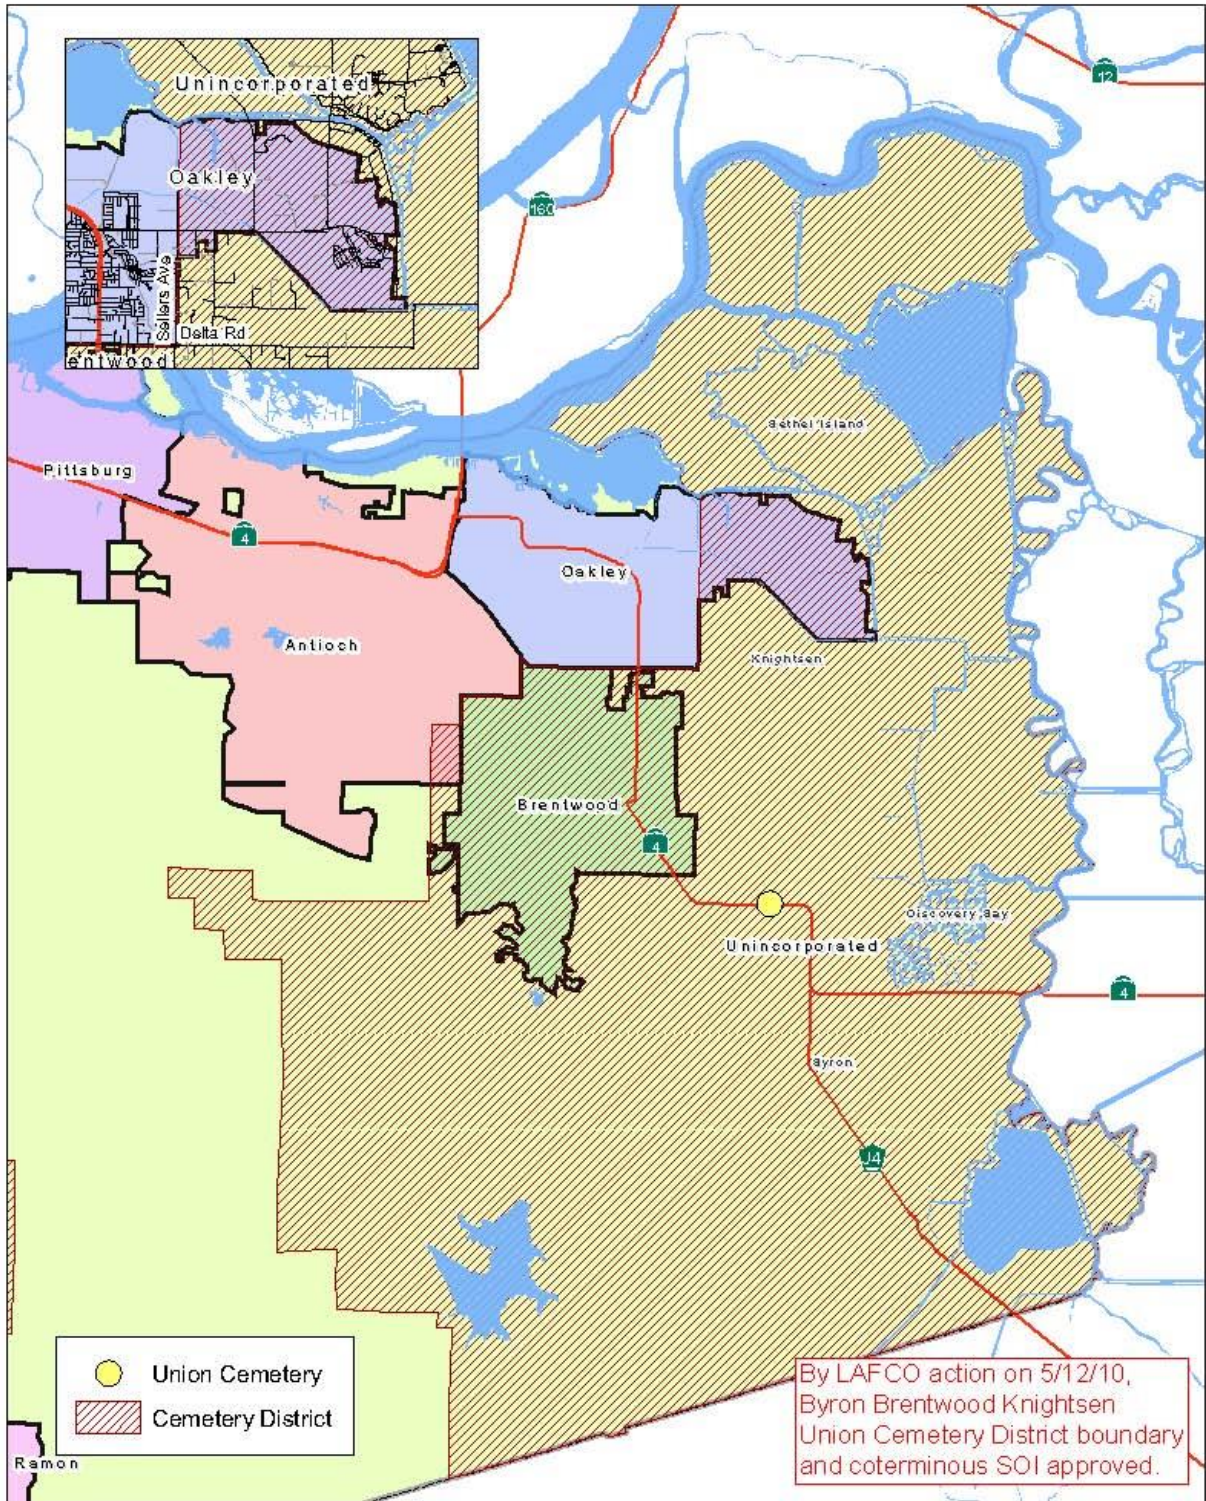 Unincorporated
Oakley
Sellers Ave
Delta Rd
entwood
12
160
Bethel Island
Pittsburg
4
Oakley
Antioch
Knightsen
Brentwood
4
Discovery Bay
Unincorporated
4
Byron
J4
Union Cemetery
Cemetery District
Ramon
By LAFCO action on 5/12/10,
Byron Brentwood Knightsen
Union Cemetery District boundary
and coterminous SOI approved.